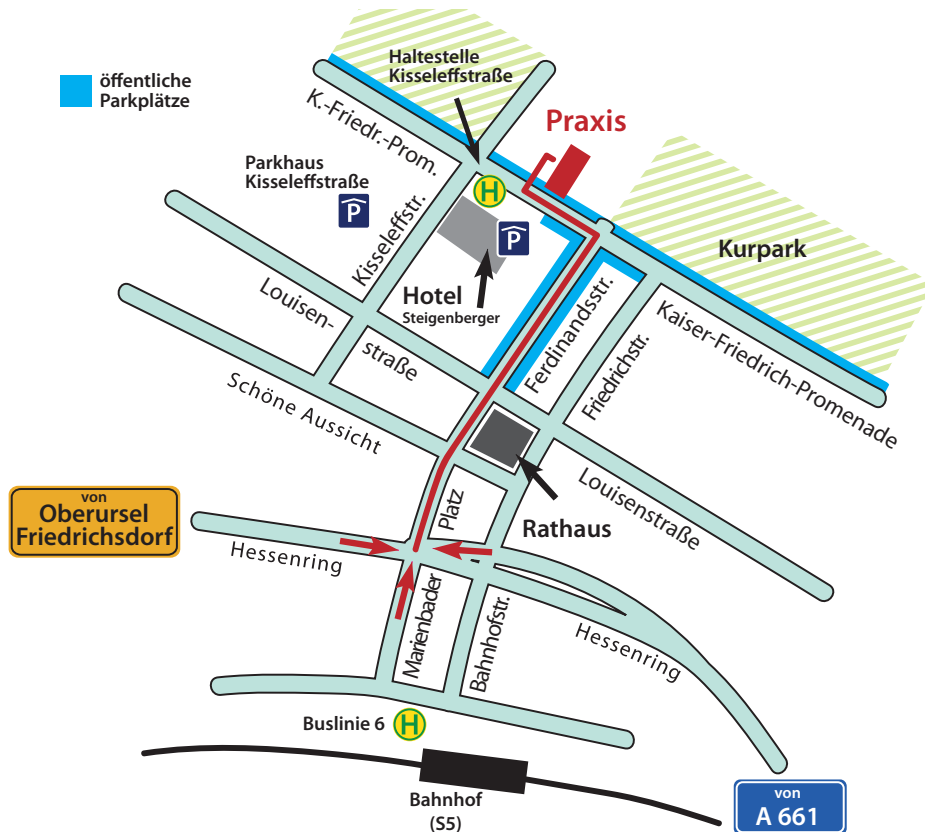 öffentliche
Parkplätze
Haltestelle
Kisseleffstraße
K.-Friedr.-Prom.
Praxis
Parkhaus
Kisseleffstraße
P
H
P
Kisseleffstr.
Kurpark
Hotel
Steigenberger
Louisen-
straße
Ferdinandsstr.
Friedrichstr.
Kaiser-Friedrich-Promenade
Schöne Aussicht
Louisenstraße
Rathaus
von
Oberursel
Friedrichsdorf
Platz
Marienbader
Hessenring
Bahnhofstr.
Hessenring
Buslinie 6
H
Bahnhof
(S5)
von
A 661